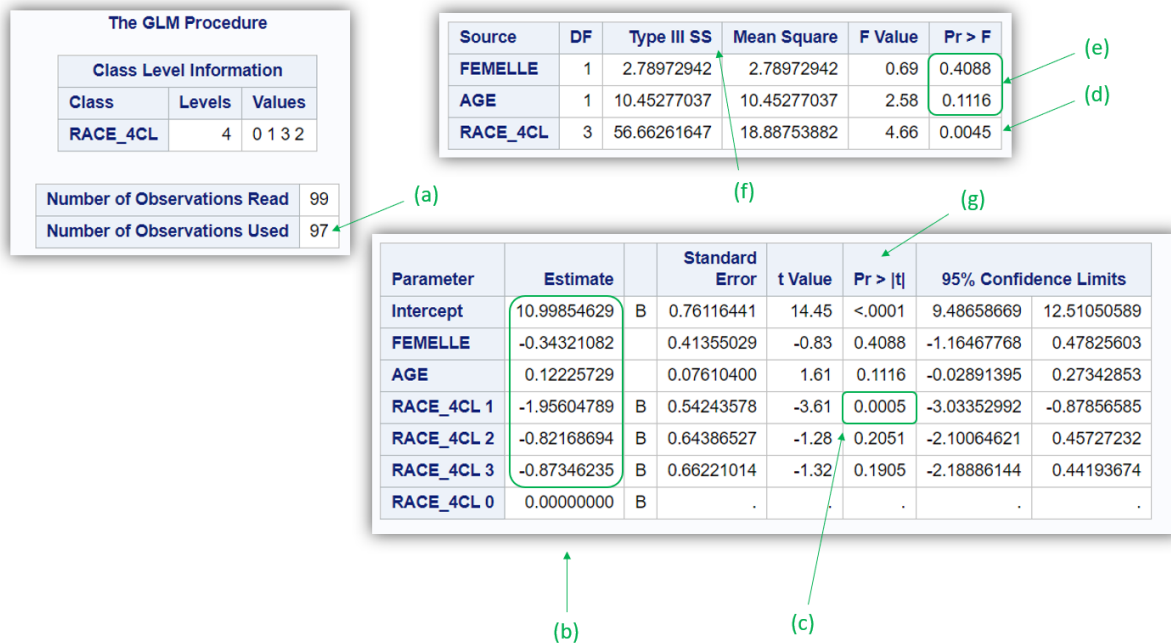 The GLM Procedure
Class Level Information
Class Levels Values
RACE_4CL 4 0 1 3 2
Number of Observations Read 99
Number of Observations Used 97
(a)
Source DF Type III SS Mean Square F Value Pr > F
FEMELLE 1 2.78972942 2.78972942 0.69 0.4088
AGE 1 10.45277037 10.45277037 2.58 0.1116
RACE_4CL 3 56.66261647 18.88753882 4.66 0.0045
(e)
(d)
(f)
(g)
Parameter Estimate Standard Error t Value Pr > |t| 95% Confidence Limits
Intercept 10.99854629 B 0.76116441 14.45 <.0001 9.48658669 12.51050589
FEMELLE -0.34321082 0.41355029 -0.83 0.4088 -1.16467768 0.47825603
AGE 0.12225729 0.07610400 1.61 0.1116 -0.02891395 0.27342853
RACE_4CL 1 -1.95604789 B 0.54243578 -3.61 0.0005 -3.03352992 -0.87856585
RACE_4CL 2 -0.82168694 B 0.64386527 -1.28 0.2051 -2.10064621 0.45727232
RACE_4CL 3 -0.87346235 B 0.66221014 -1.32 0.1905 -2.18886144 0.44193674
RACE_4CL 0 0.00000000 B . . . . .
(b)
(c)